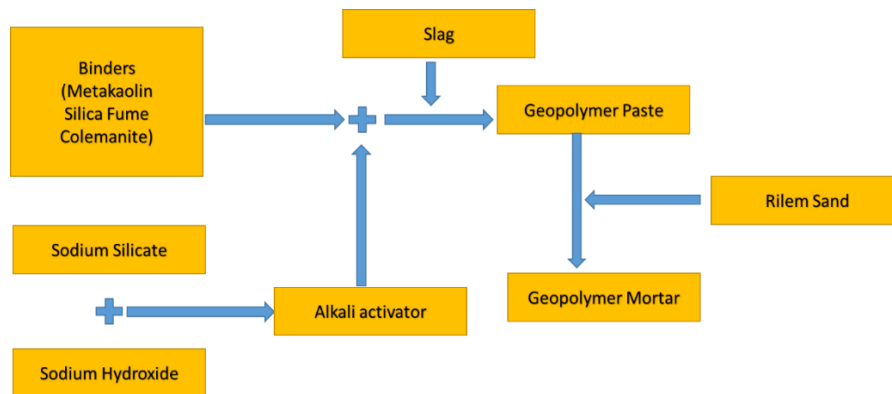 Slag
Binders
(Metakaolin
Silica Fume
Colemanite)
Geopolymer Paste
Rilem Sand
Sodium Silicate
Geopolymer Mortar
Alkali activator
Sodium Hydroxide